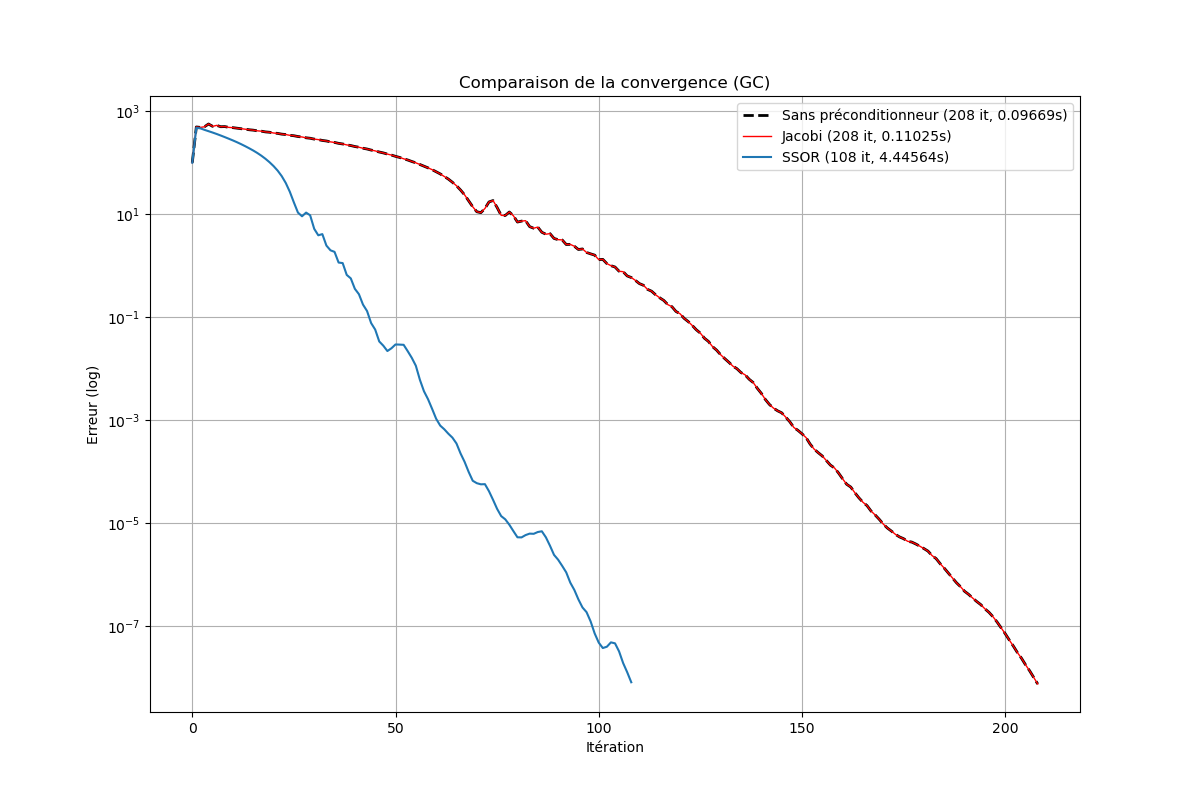 Comparaison de la convergence (GC)
Sans préconditionneur (208 it, 0.09669s)
Jacobi (208 it, 0.11025s)
SSOR (108 it, 4.44564s)
Erreur (log)
10³
10¹
10⁻¹
10⁻³
10⁻⁵
10⁻⁷
0 50 100 150 200
Itération